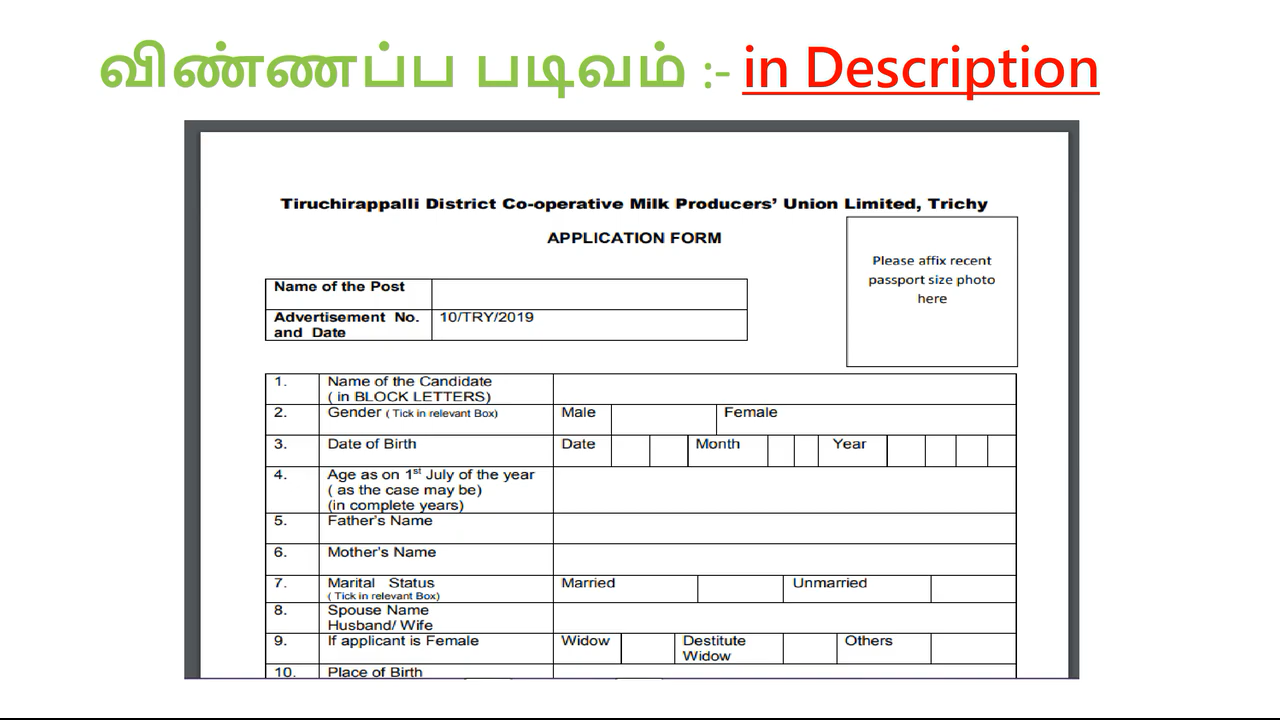 விண்ணப்ப படிவம் :- in Description
Tiruchirappalli District Co-operative Milk Producers' Union Limited, Trichy
APPLICATION FORM
Please affix recent
passport size photo
here
Name of the Post
Advertisement No. 10/TRY/2019
and Date
1. Name of the Candidate
( in BLOCK LETTERS)
2. Gender ( Tick in relevant Box) Male Female
3. Date of Birth Date Month Year
4. Age as on 1st July of the year
( as the case may be)
(in complete years)
5. Father's Name
6. Mother's Name
7. Marital Status Married Unmarried
( Tick in relevant Box)
8. Spouse Name
Husband/ Wife
9. If applicant is Female Widow Destitute Others
Widow
10. Place of Birth